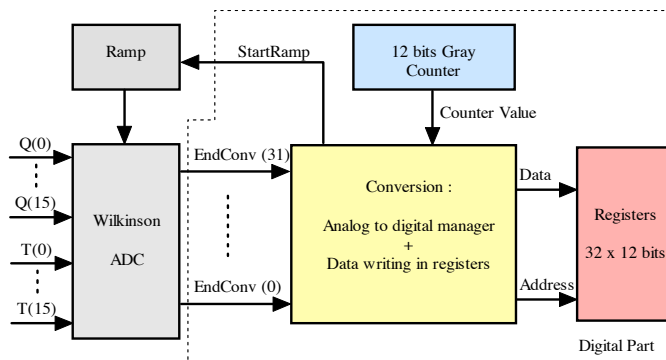 Ramp
StartRamp
12 bits Gray
Counter
Counter Value
Q(0)
Q(15)
T(0)
T(15)
Wilkinson
ADC
EndConv (31)
EndConv (0)
Conversion :
Analog to digital manager
+
Data writing in registers
Data
Address
Registers
32 x 12 bits
Digital Part